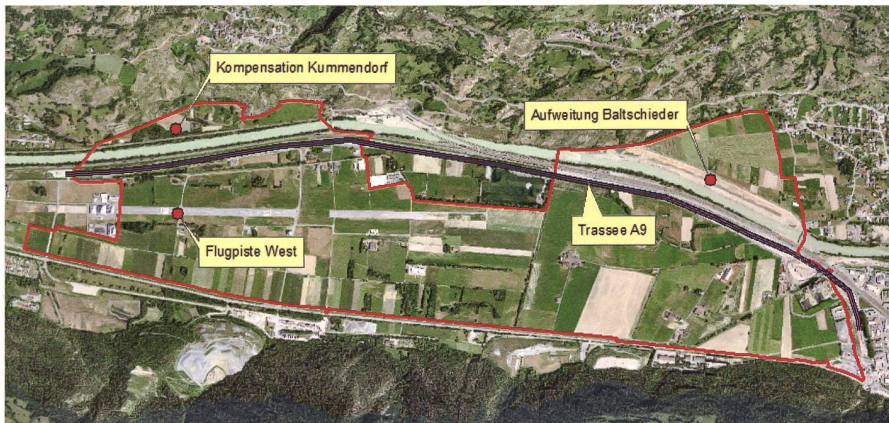 Kompensation Kummendorf
Aufweitung Baltschieder
Trassee A9
Flugpiste West